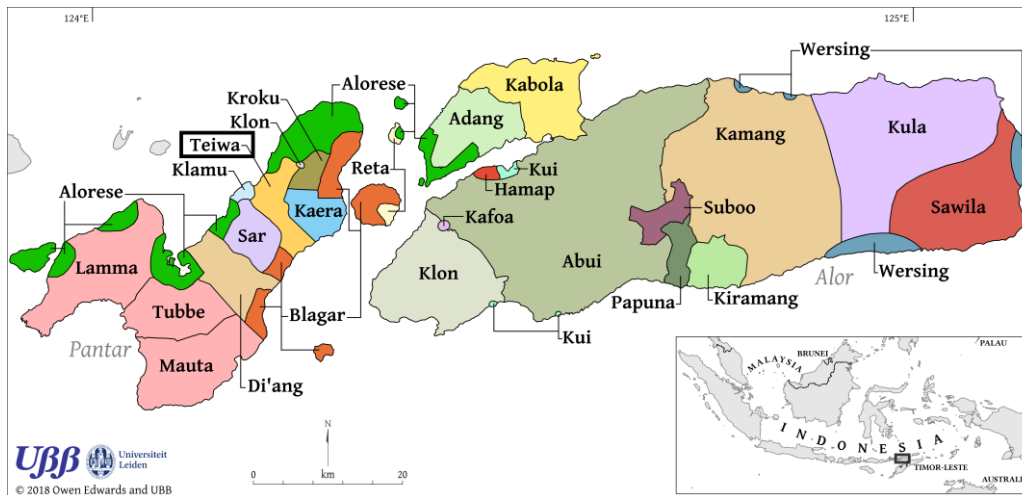 124°E
125°E
Wersing
Alorese
Kabola
Kroku
Klon
Adang
Kamang
Kula
Teiwa
Reta
Kui
Klamu
Hamap
Alorese
Kaera
Suboo
Sawila
Sar
Kafoa
Lamma
Klon
Abui
Wersing
Alor
Papuna
Kiramang
Tubbe
Blagar
Kui
Pantar
Mauta
Di'ang
PALAU
BRUNEI
MALAYSIA
INDONESIA
TIMOR-LESTE
AUSTRALI
N
0 km 20
UBB
Universiteit
Leiden
© 2018 Owen Edwards and UBB